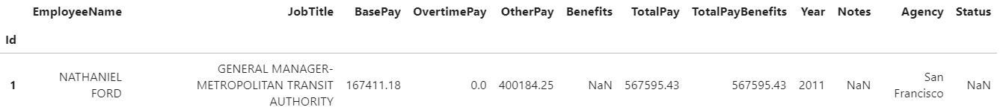 EmployeeName JobTitle BasePay OvertimePay OtherPay Benefits TotalPay TotalPayBenefits Year Notes Agency Status
Id
1 NATHANIEL FORD GENERAL MANAGER-METROPOLITAN TRANSIT AUTHORITY 167411.18 0.0 400184.25 NaN 567595.43 567595.43 2011 NaN San Francisco NaN